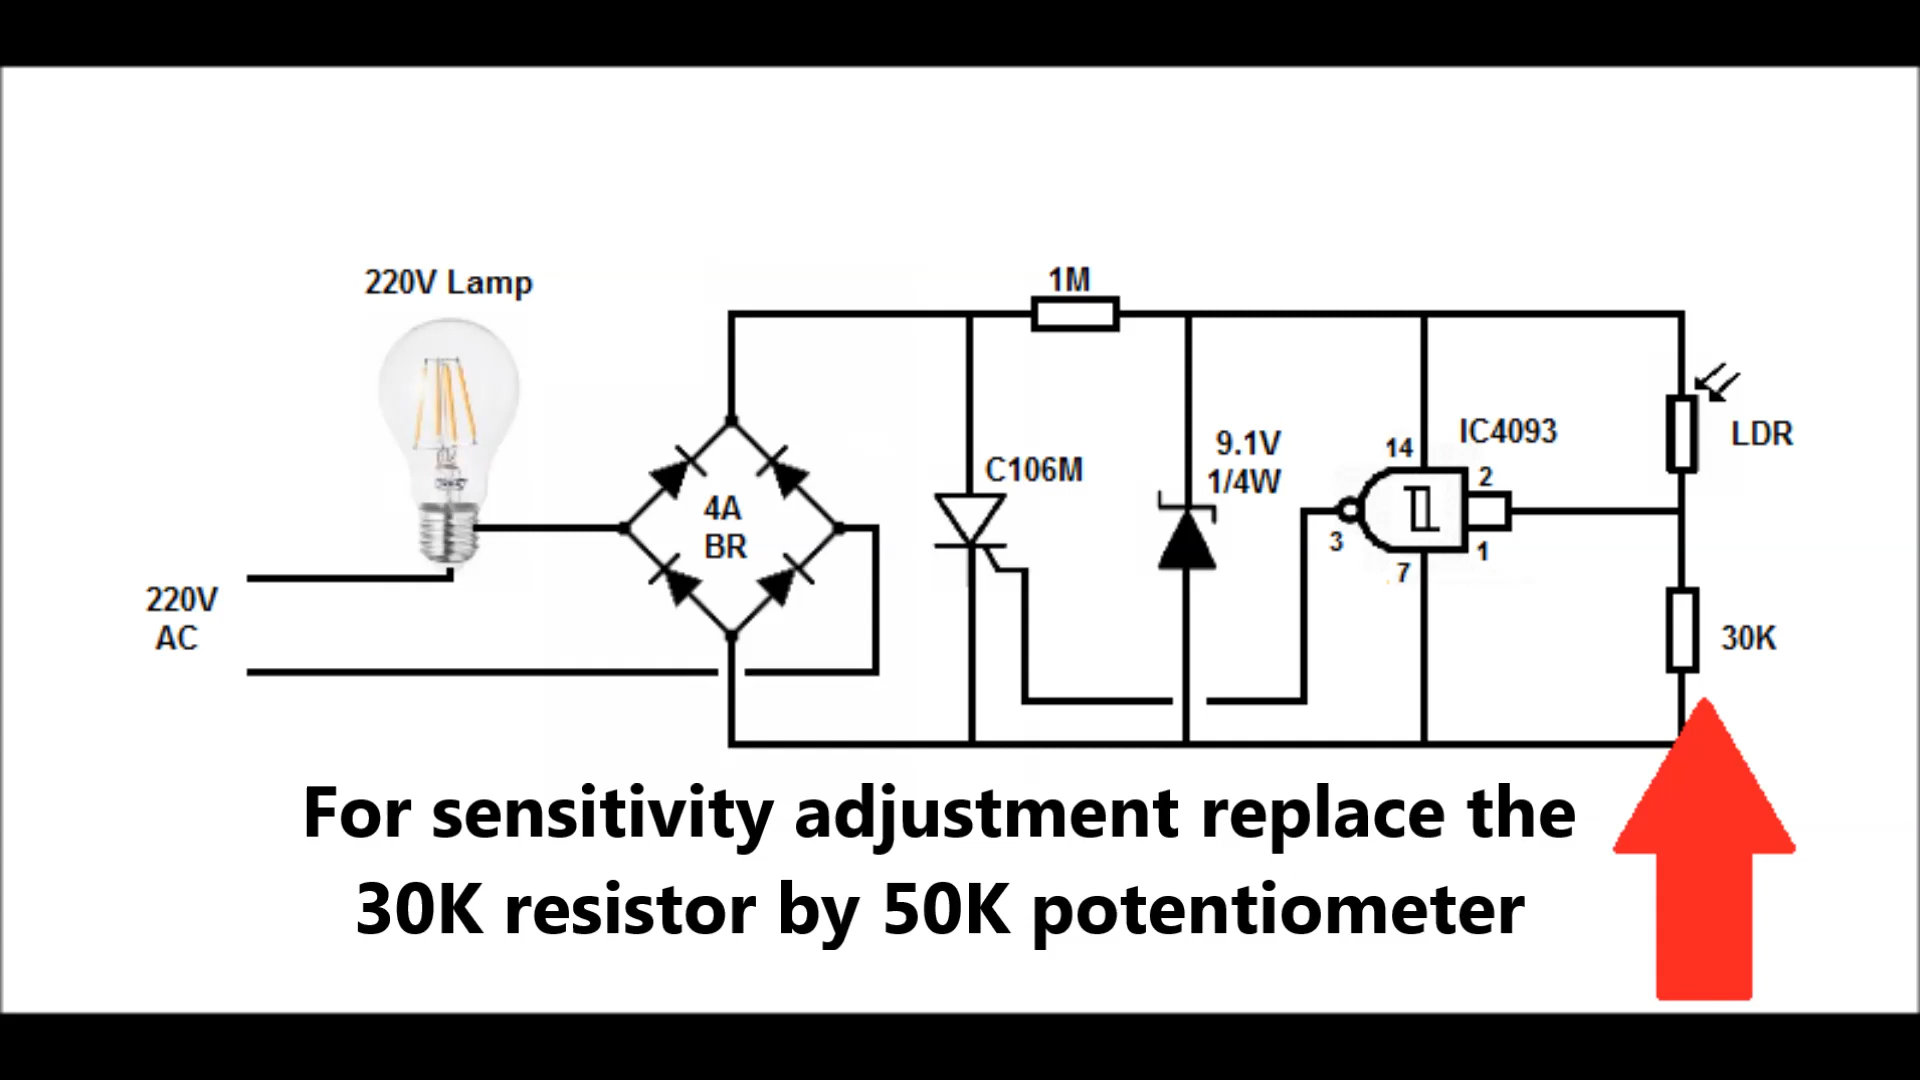 220V Lamp
1M
IC4093
LDR
14
2
9.1V
1/4W
C106M
4A
BR
3
1
7
220V
AC
30K
For sensitivity adjustment replace the
30K resistor by 50K potentiometer